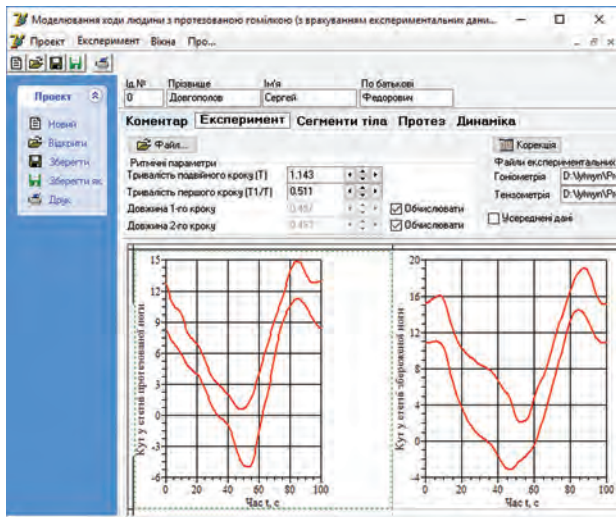 Моделювання ходи людини з протезованою гомілкою (з врахуванням експериментальних дани...
Проект Експеримент Вікна Про...
Проект
Новий
Відкрити
Зберегти
Зберегти як
Друк
Ід.№ Прізвище Ім'я По батькові
0 Довгополов Сергей Федорович
Коментар Експеримент Сегменти тіла Протез Динаміка
Файл... Корекція
Ритмічні параметри Файли експериментальних
Тривалість подвійного кроку (Т) 1.143 Гоніометрія
Тривалість першого кроку (Т1/Т) 0.511 Тензометрія
Довжина 1-го кроку Обчислювати Усереднені дані
Довжина 2-го кроку Обчислювати
Кут у стегні протезованої ноги
15
12
9
6
3
0
-3
-6
0 20 40 60 80 100
Час t, с
Кут у стегні збереженої ноги
20
16
12
8
4
0
-4
0 20 40 60 80 100
Час t, с